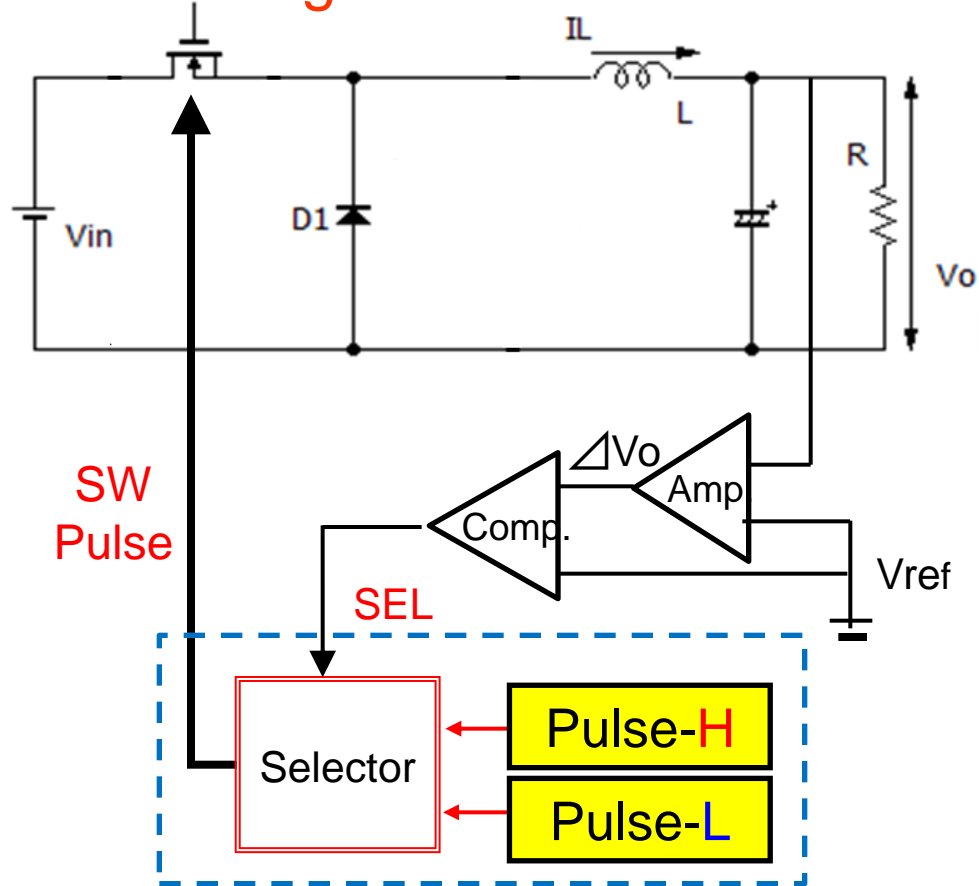 g
IL
L
R
D1
Vin
Vo
⊿Vo
Amp.
Comp.
SW
Pulse
Vref
SEL
Pulse-H
Selector
Pulse-L